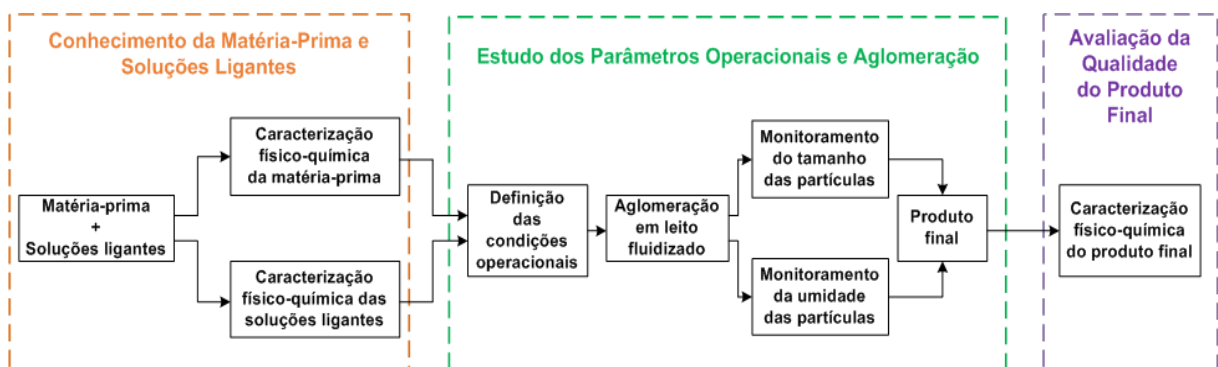 Conhecimento da Matéria-Prima e
Soluções Ligantes
Matéria-prima
+
Soluções ligantes
Caracterização
físico-química
da matéria-prima
Caracterização
físico-química das
soluções ligantes
Estudo dos Parâmetros Operacionais e Aglomeração
Definição
das
condições
operacionais
Aglomeração
em leito
fluidizado
Monitoramento
do tamanho
das partículas
Monitoramento
da umidade
das partículas
Produto
final
Avaliação da
Qualidade
do Produto
Final
Caracterização
físico-química
do produto final